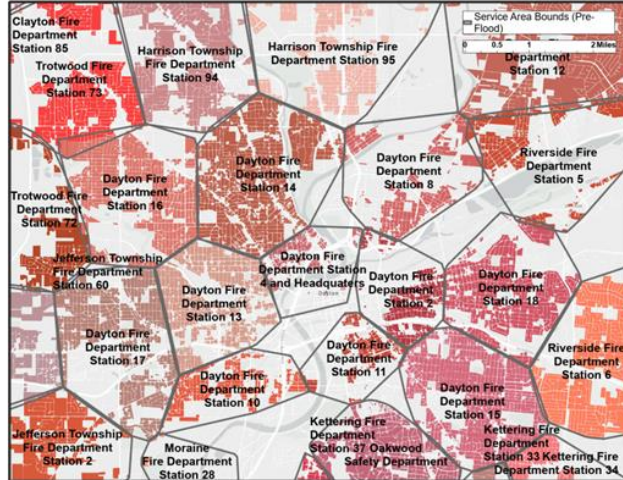 Clayton Fire
Department
Station 85
Trotwood Fire
Department
Station 73
Harrison Township
Fire Department
Station 94
Harrison Township Fire
Department Station 95
Service Area Bounds (Pre-
Flood)
0 0.5 1 2 Miles
Department
Station 12
Dayton Fire
Department
Station 16
Dayton Fire
Department
Station 14
Dayton Fire
Department
Station 8
Riverside Fire
Department
Station 5
Trotwood Fire
Department
Station 72
Jefferson Township
Fire Department
Station 60
Dayton Fire
Department
Station 17
Dayton Fire
Department
Station 13
Dayton Fire
Department Station
4 and Headquaters
Dayton
Dayton Fire
Department
Station 2
Dayton Fire
Department
Station 18
Riverside Fire
Department
Station 6
Dayton Fire
Department
Station 10
Dayton Fire
Department
Station 11
Dayton Fire
Department
Station 15
Jefferson Township
Fire Department
Station 2
Moraine
Fire Department
Station 28
Kettering Fire
Department
Station 37
Oakwood
Safety Department
Kettering Fire
Department
Station 33
Kettering Fire
Department Station 34